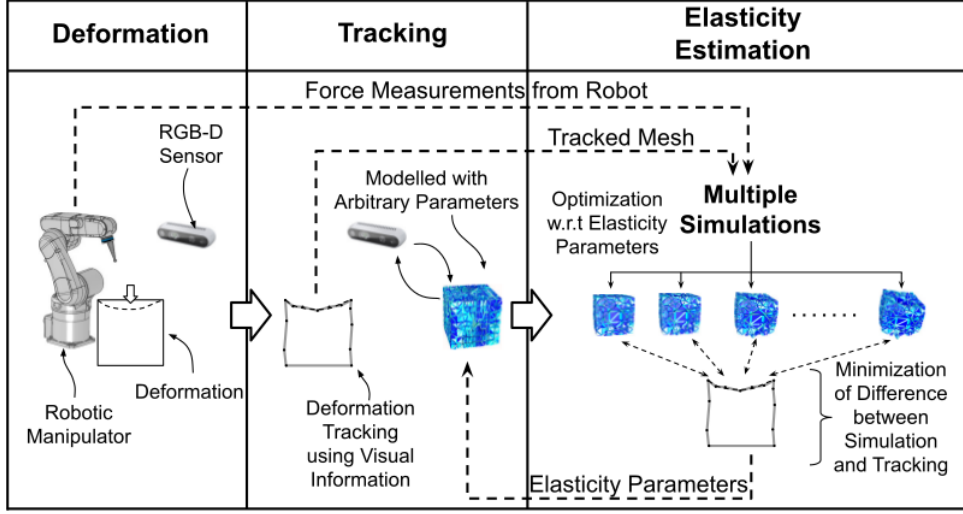 Deformation
Tracking
Elasticity
Estimation
Force Measurements from Robot
RGB-D
Sensor
Tracked Mesh
Modelled with
Arbitrary Parameters
Optimization
w.r.t Elasticity
Parameters
Multiple
Simulations
Deformation
Robotic
Manipulator
Deformation
Tracking
using Visual
Information
Minimization
of Difference
between
Simulation
and Tracking
Elasticity Parameters